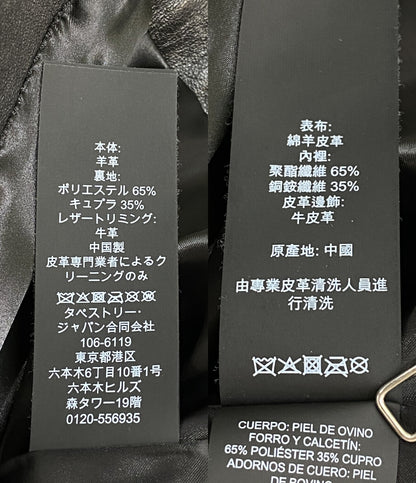 本体:
羊革
裏地:
ポリエステル 65%
キュプラ 35%
レザートリミング:
牛革
中国製
皮革専門業者によるク
リーニングのみ
タペストリー・
ジャパン合同会社
106-6119
東京都港区
六本木6丁目10番1号
六本木ヒルズ
森タワー19階
0120-556935
表布:
綿羊皮革
內裡:
聚酯纖維 65%
銅銨纖維 35%
皮革邊飾:
牛皮革
原產地: 中國
由專業皮革清洗人員進
行清洗
CUERPO: PIEL DE OVINO
FORRO Y CALCETÍN:
65% POLIÉSTER 35% CUPRO
ADORNOS DE CUERO: PIEL
DE BOVINO